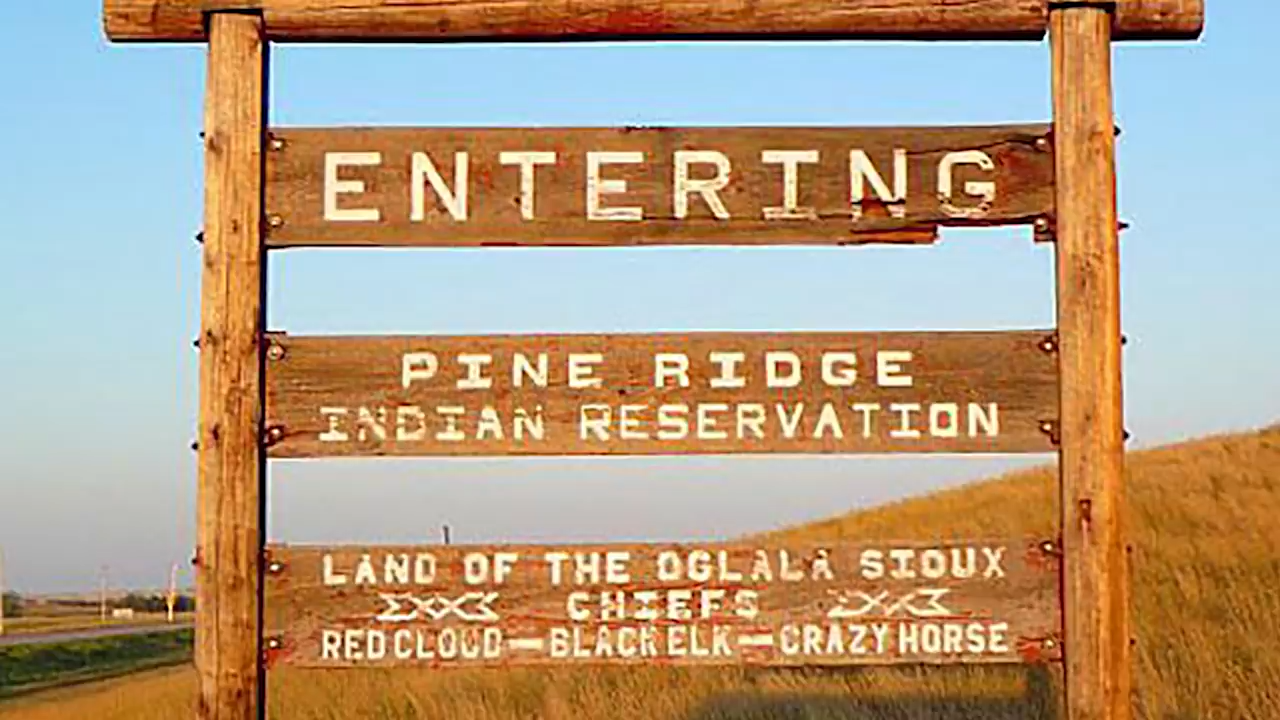 ENTERING
PINE RIDGE
INDIAN RESERVATION
LAND OF THE OGLALA SIOUX
CHIEFS
RED CLOUD—BLACK ELK—CRAZY HORSE